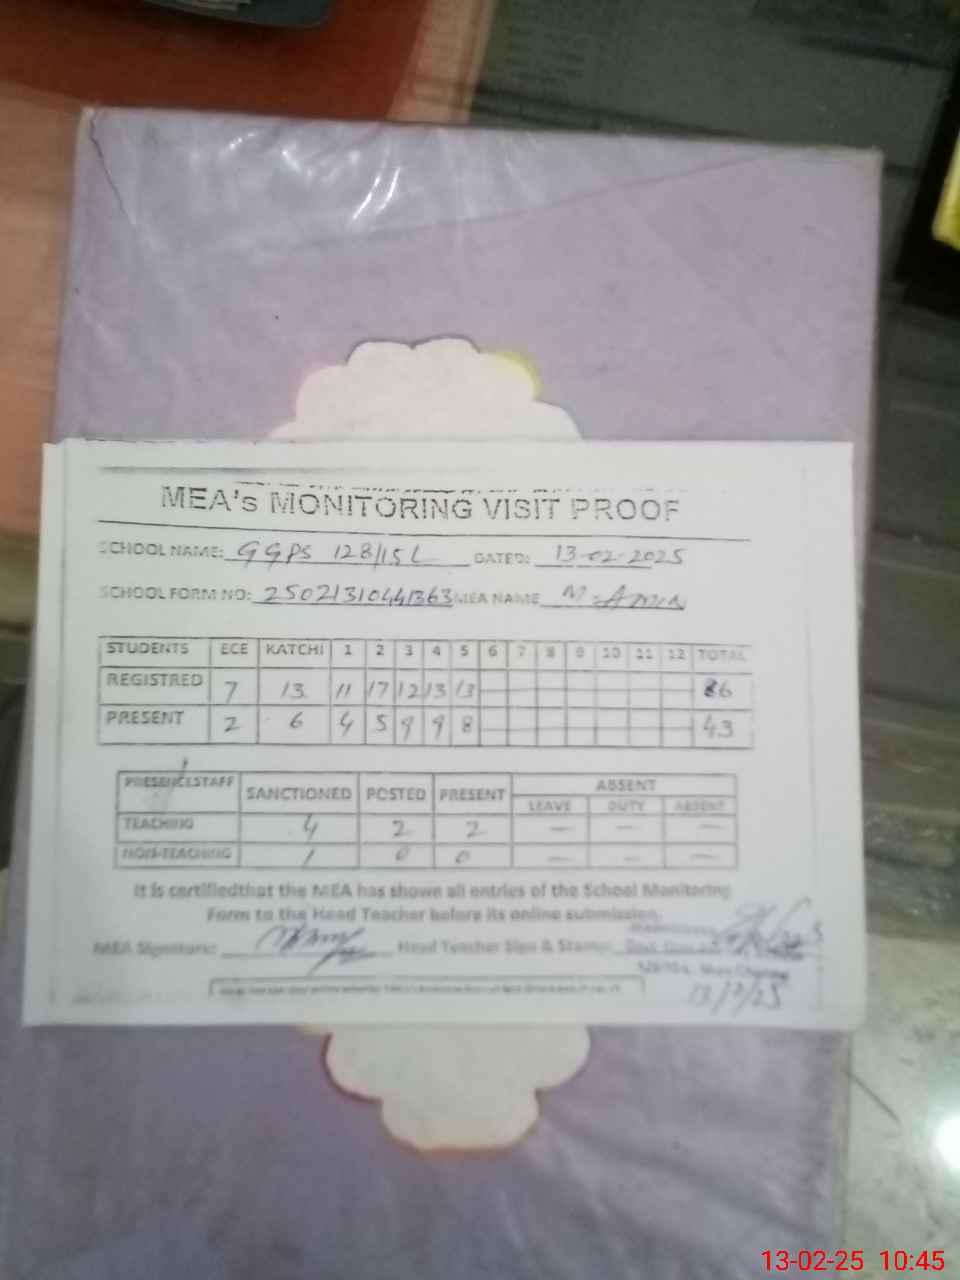 MEA's MONITORING VISIT PROOF
SCHOOL NAME: GGPS 128/15L DATED: 13-02-2025
SCHOOL FORM NO: 25021310441363 MEA NAME M-Amin
STUDENTS ECE KATCHI 1 2 3 4 5 6 7 8 9 10 11 12 TOTAL
REGISTRED 7 13 11 17 12 13 13 86
PRESENT 2 6 4 5 9 9 8 43
PRESENCE STAFF SANCTIONED POSTED PRESENT ABSENT
LEAVE DUTY ABSENT
TEACHING 4 2 2 — — —
NON-TEACHING 1 0 0 — — —
It is certifiedthat the MEA has shown all entries of the School Monitoring
Form to the Head Teacher before its online submission.
MEA Signature: Head Teacher Sign & Stamp:
13/2/25
13-02-25 10:45